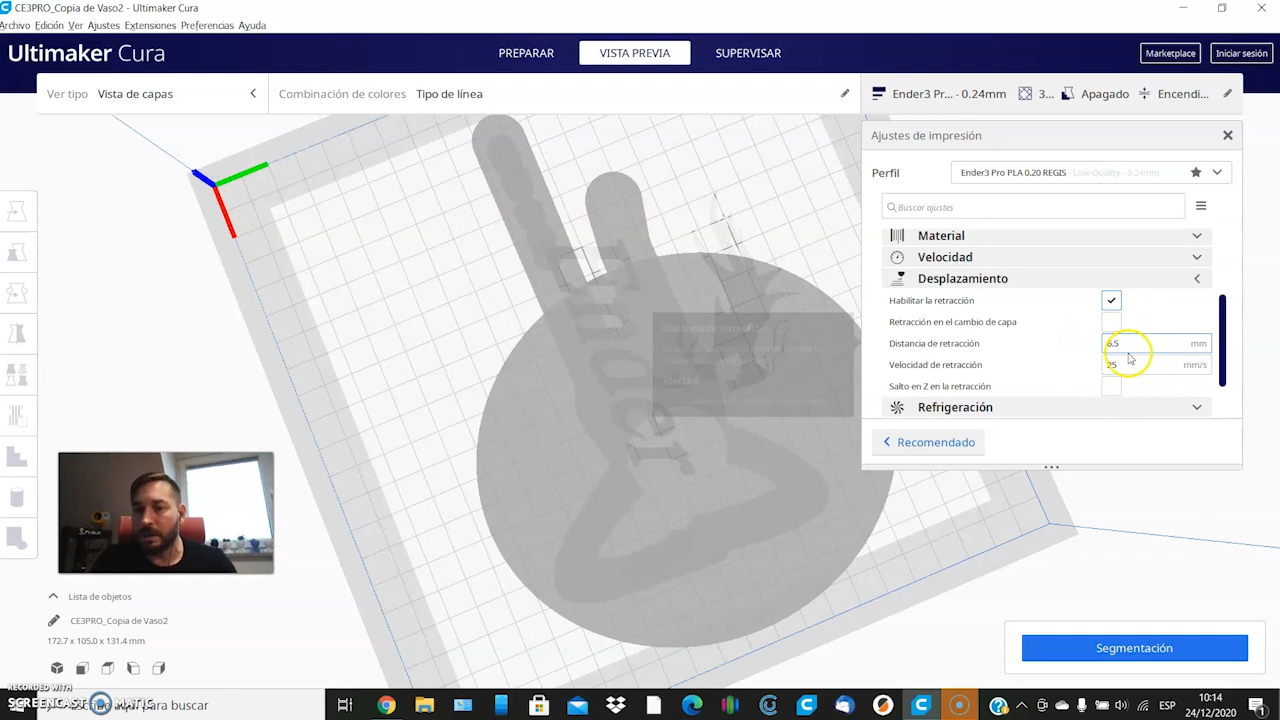 CE3PRO_Copia de Vaso2 - Ultimaker Cura
Archivo Edición Ver Ajustes Extensiones Preferencias Ayuda
Ultimaker Cura
PREPARAR
VISTA PREVIA
SUPERVISAR
Marketplace
Iniciar sesión
Ver tipo Vista de capas
Combinación de colores Tipo de línea
Ender3 Pr... - 0.24mm
3...
Apagado
Encendi...
Ajustes de impresión
Perfil
Ender3 Pro PLA 0.20 REGIS - Low Quality - 0.24mm
Buscar ajustes
Material
Velocidad
Desplazamiento
Habilitar la retracción
Retracción en el cambio de capa
Distancia de retracción 6.5 mm
Velocidad de retracción 25 mm/s
Salto en Z en la retracción
Refrigeración
Recomendado
Lista de objetos
CE3PRO_Copia de Vaso2
172.7 x 105.0 x 131.4 mm
Segmentación
RECORDED WITH
SCREENCAST MATIC
Escribe aquí para buscar
ESP
10:14
24/12/2020